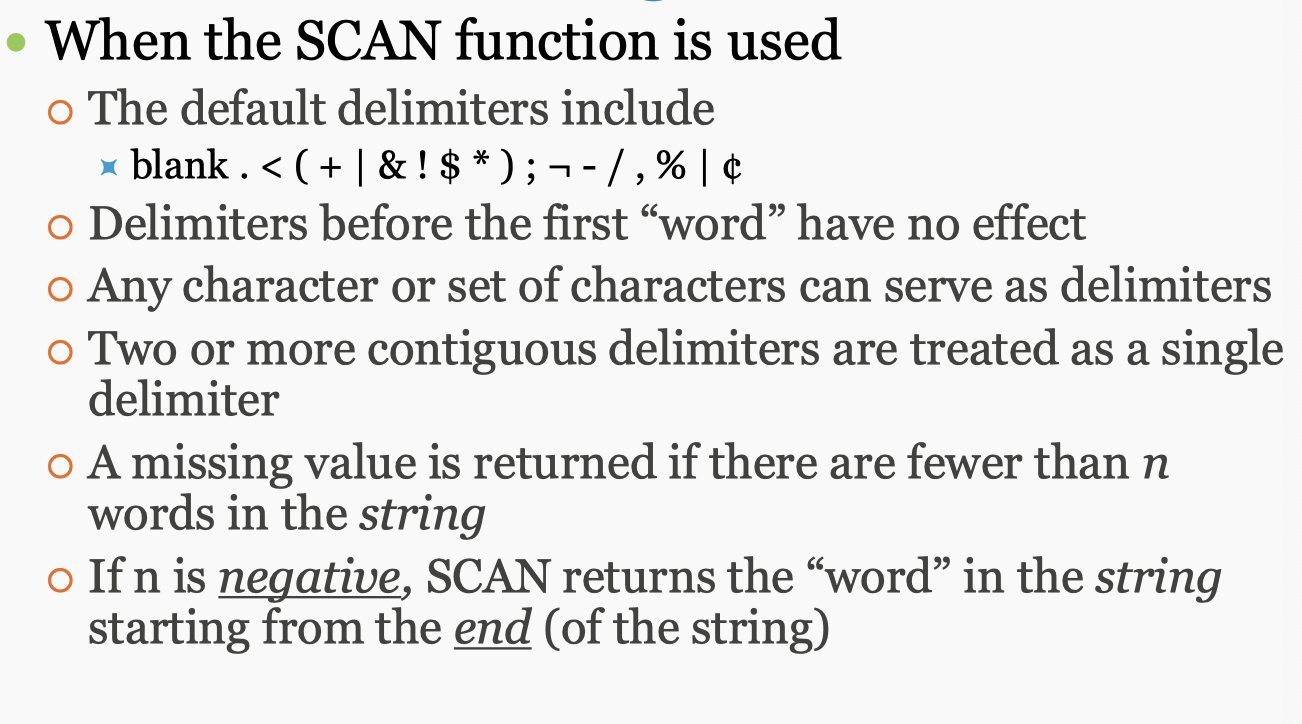 When the SCAN function is used
The default delimiters include
blank . < ( + | & ! $ * ) ; ¬ - / , % | ¢
Delimiters before the first “word” have no effect
Any character or set of characters can serve as delimiters
Two or more contiguous delimiters are treated as a single
delimiter
A missing value is returned if there are fewer than n
words in the string
If n is negative, SCAN returns the “word” in the string
starting from the end (of the string)